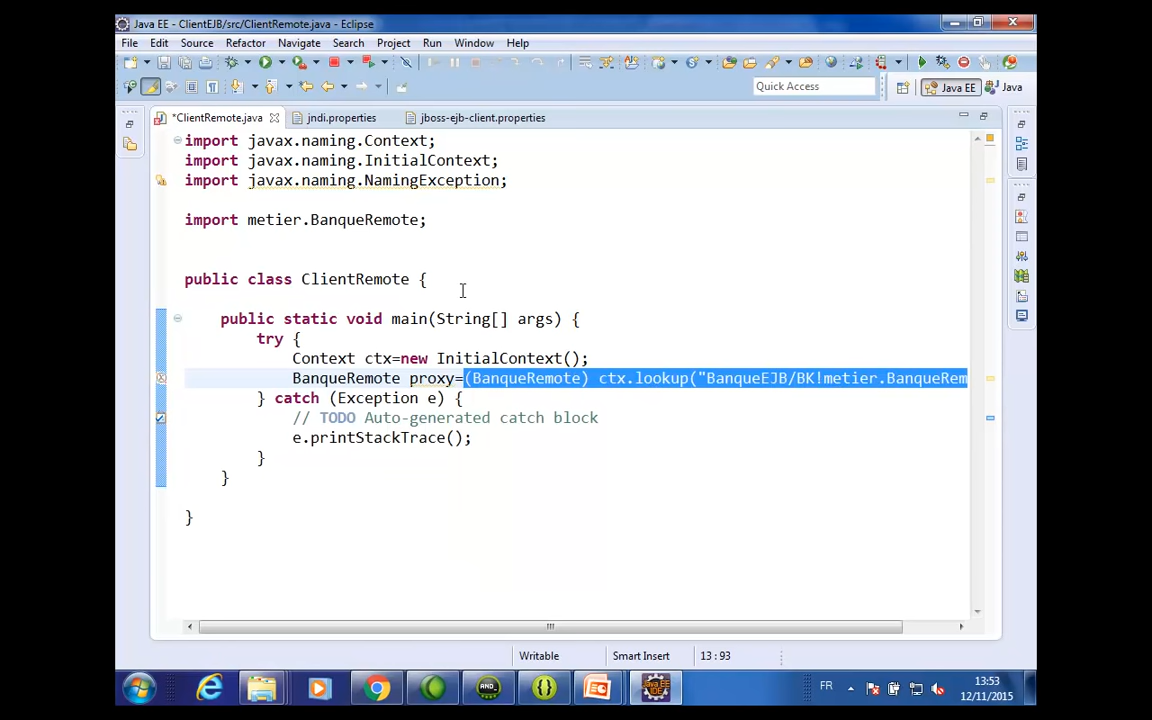 Java EE - ClientEJB/src/ClientRemote.java - Eclipse
File Edit Source Refactor Navigate Search Project Run Window Help
Quick Access
Java EE
Java
*ClientRemote.java
jndi.properties
jboss-ejb-client.properties
import javax.naming.Context;
import javax.naming.InitialContext;
import javax.naming.NamingException;
import metier.BanqueRemote;
public class ClientRemote {
public static void main(String[] args) {
try {
Context ctx=new InitialContext();
BanqueRemote proxy=(BanqueRemote) ctx.lookup("BanqueEJB/BK!metier.BanqueRem
} catch (Exception e) {
// TODO Auto-generated catch block
e.printStackTrace();
}
}
}
Writable
Smart Insert
13 : 93
AND_
Java EE
IDE
FR
13:53
12/11/2015